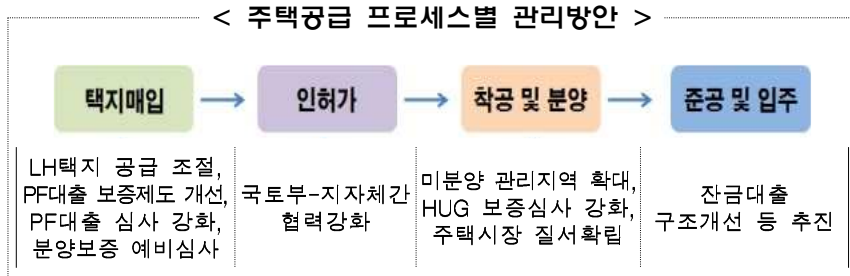 < 주택공급 프로세스별 관리방안 >
택지매입
인허가
착공 및 분양
준공 및 입주
LH택지 공급 조절,
PF대출 보증제도 개선,
PF대출 심사 강화,
분양보증 예비심사
국토부-지자체간
협력강화
미분양 관리지역 확대,
HUG 보증심사 강화,
주택시장 질서확립
잔금대출
구조개선 등 추진